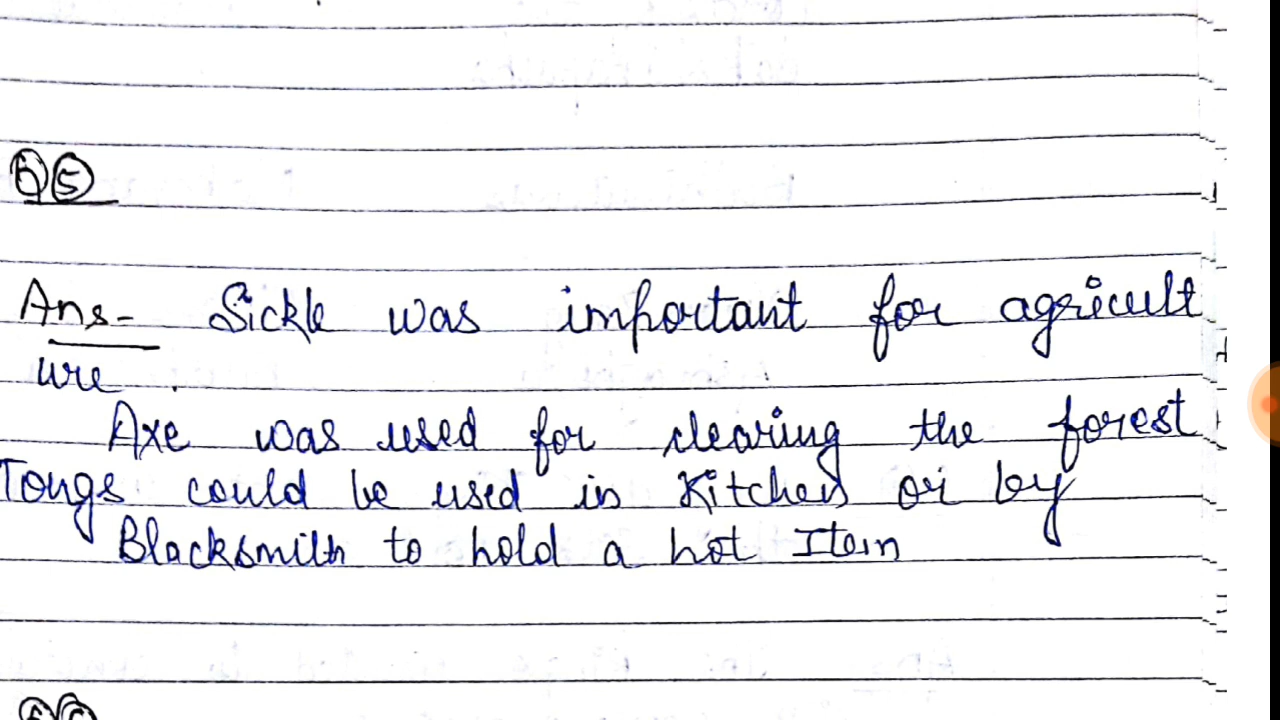 Q5
Ans- Sickle was important for agricult
ure.
Axe was used for clearing the forest
Tongs could be used in Kitchen or by
Blacksmith to hold a hot Item